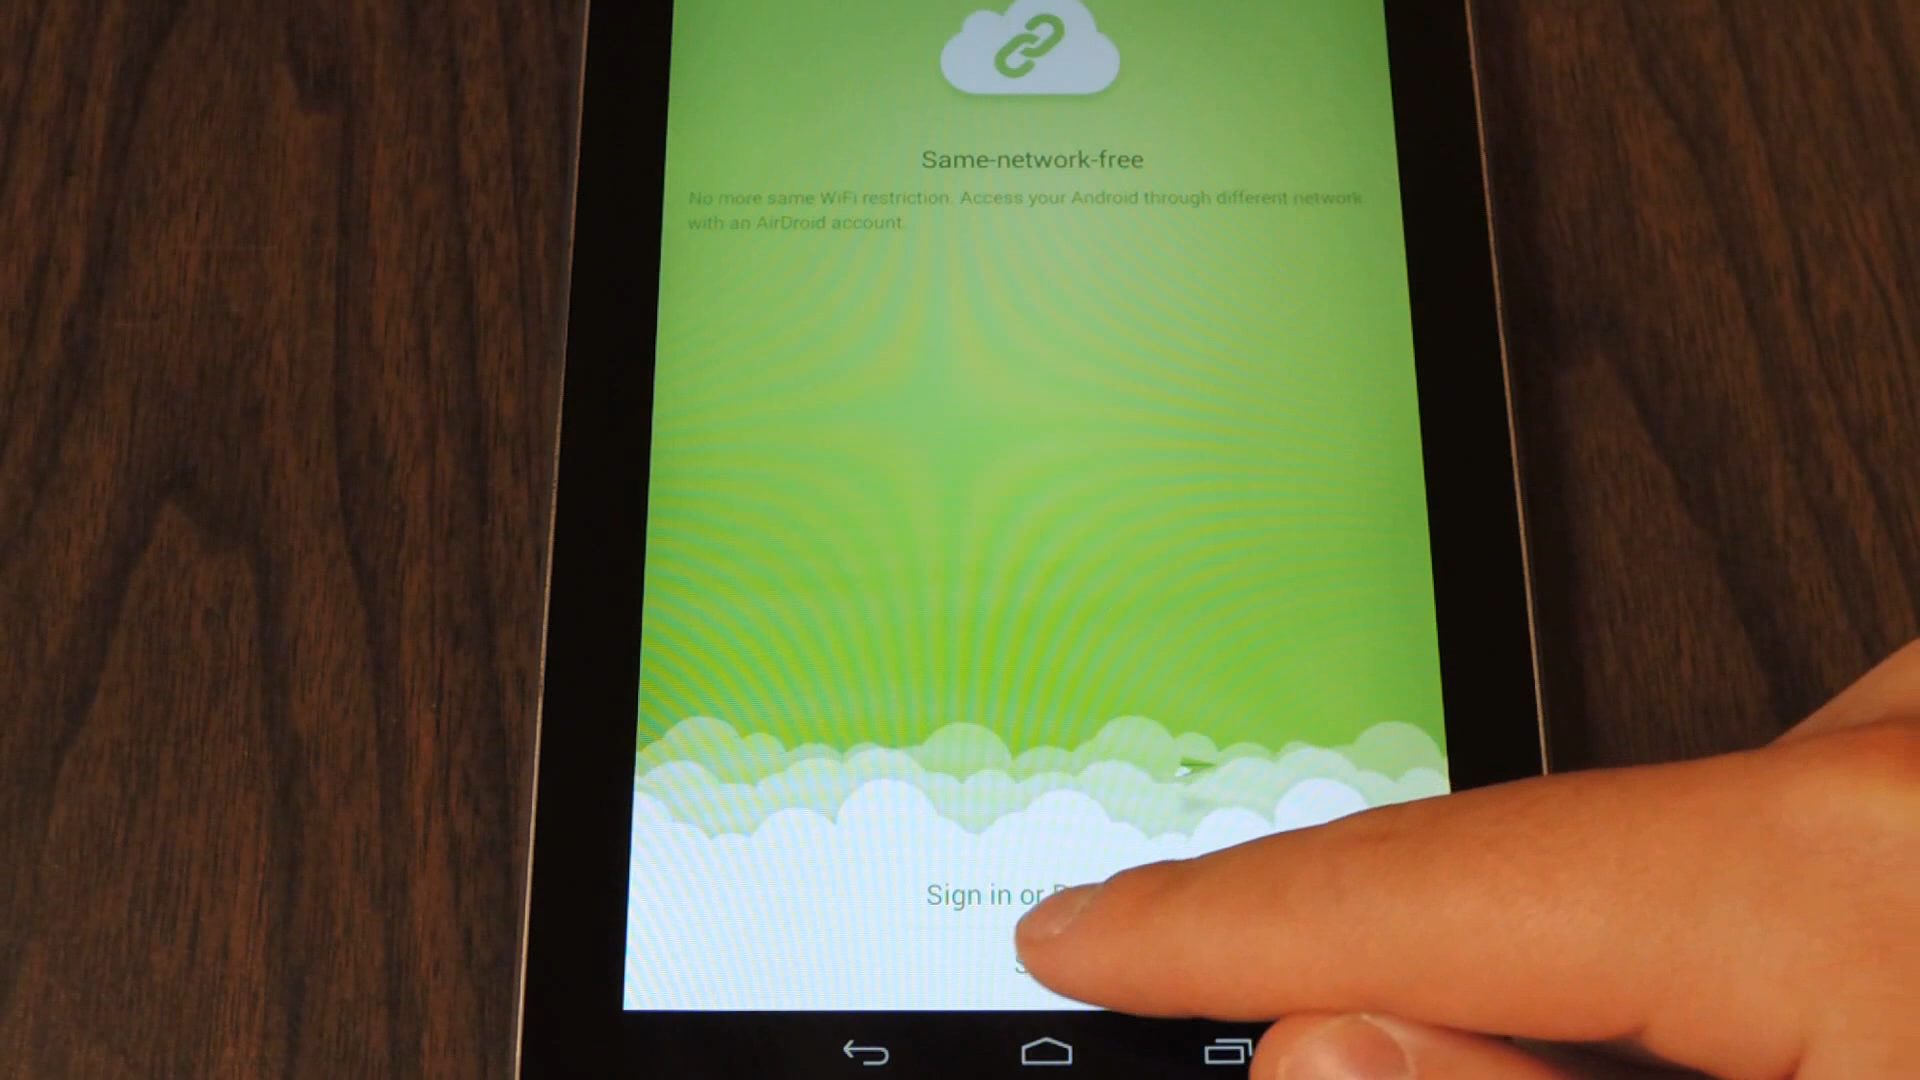 Same-network-free
No more same WiFi restriction. Access your Android through different network
with an AirDroid account.
Sign in or